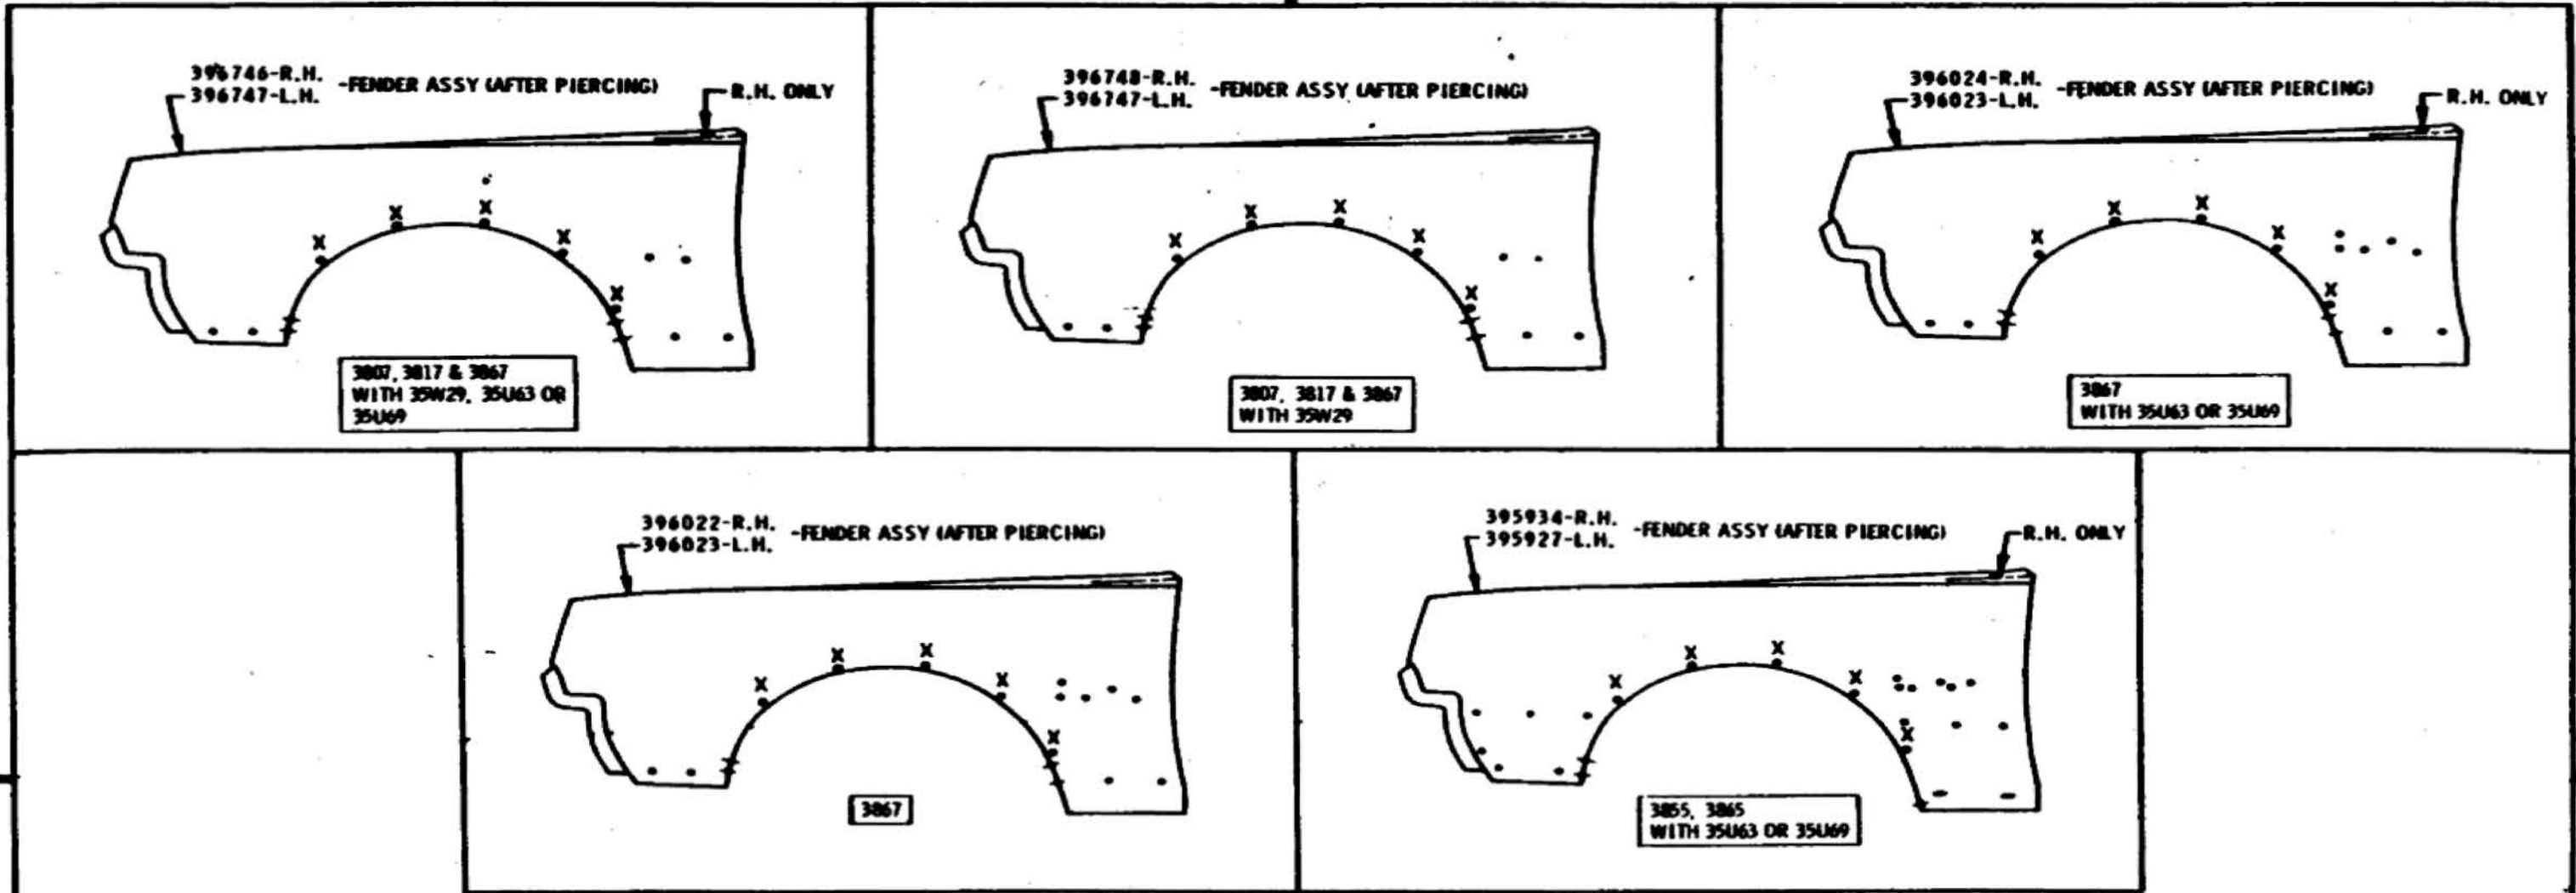 396746-R.H.
396747-L.H.
-FENDER ASSY (AFTER PIERCING)
R.H. ONLY
X
X
X
X
X
3807, 3817 & 3867
WITH 35W29, 35U63 OR
35U69
396748-R.H.
396747-L.H.
-FENDER ASSY (AFTER PIERCING)
X
X
X
X
X
3807, 3817 & 3867
WITH 35W29
396024-R.H.
396023-L.H.
-FENDER ASSY (AFTER PIERCING)
R.H. ONLY
X
X
X
X
X
3867
WITH 35U63 OR 35U69
396022-R.H.
396023-L.H.
-FENDER ASSY (AFTER PIERCING)
X
X
X
X
X
3867
395934-R.H.
395927-L.H.
-FENDER ASSY (AFTER PIERCING)
R.H. ONLY
X
X
X
X
X
3855, 3865
WITH 35U63 OR 35U69